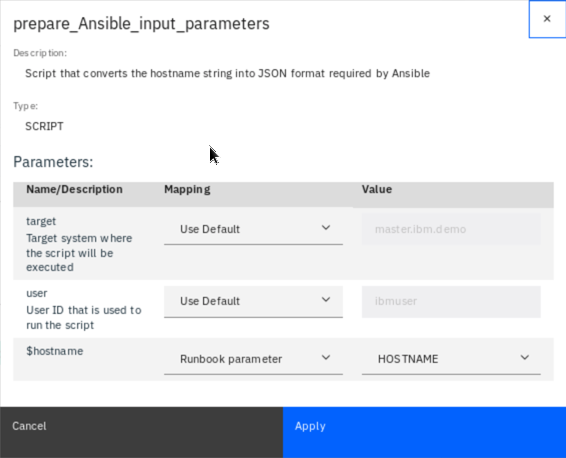 prepare_Ansible_input_parameters
×
Description:
Script that converts the hostname string into JSON format required by Ansible
Type:
SCRIPT
Parameters:
Name/Description Mapping Value
target
Target system where
the script will be
executed
Use Default
master.ibm.demo
user
User ID that is used to
run the script
Use Default
ibmuser
$hostname
Runbook parameter
HOSTNAME
Cancel
Apply